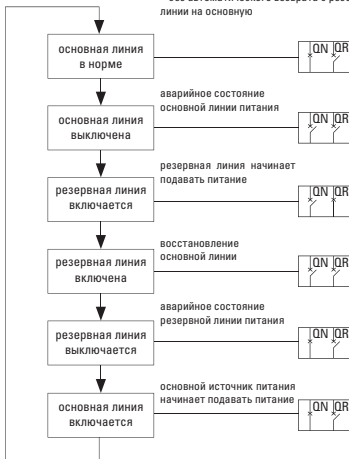 линии на основную
основная линия
в норме
QN QR
аварийное состояние
основной линии питания
основная линия
выключена
QN QR
резервная линия начинает
подавать питание
резервная линия
включается
QN QR
восстановление
основной линии
резервная линия
включена
QN QR
аварийное состояние
резервной линии питания
резервная линия
выключается
QN QR
основной источник питания
начинает подавать питание
основная линия
включается
QN QR